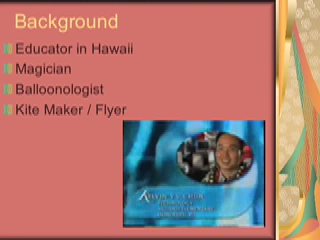 Background
Educator in Hawaii
Magician
Balloonologist
Kite Maker / Flyer